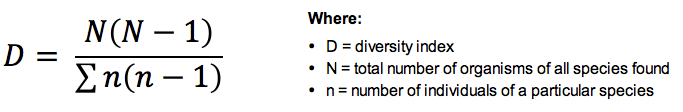 D = N(N − 1) / ∑ n(n − 1)
Where:
• D = diversity index
• N = total number of organisms of all species found
• n = number of individuals of a particular species